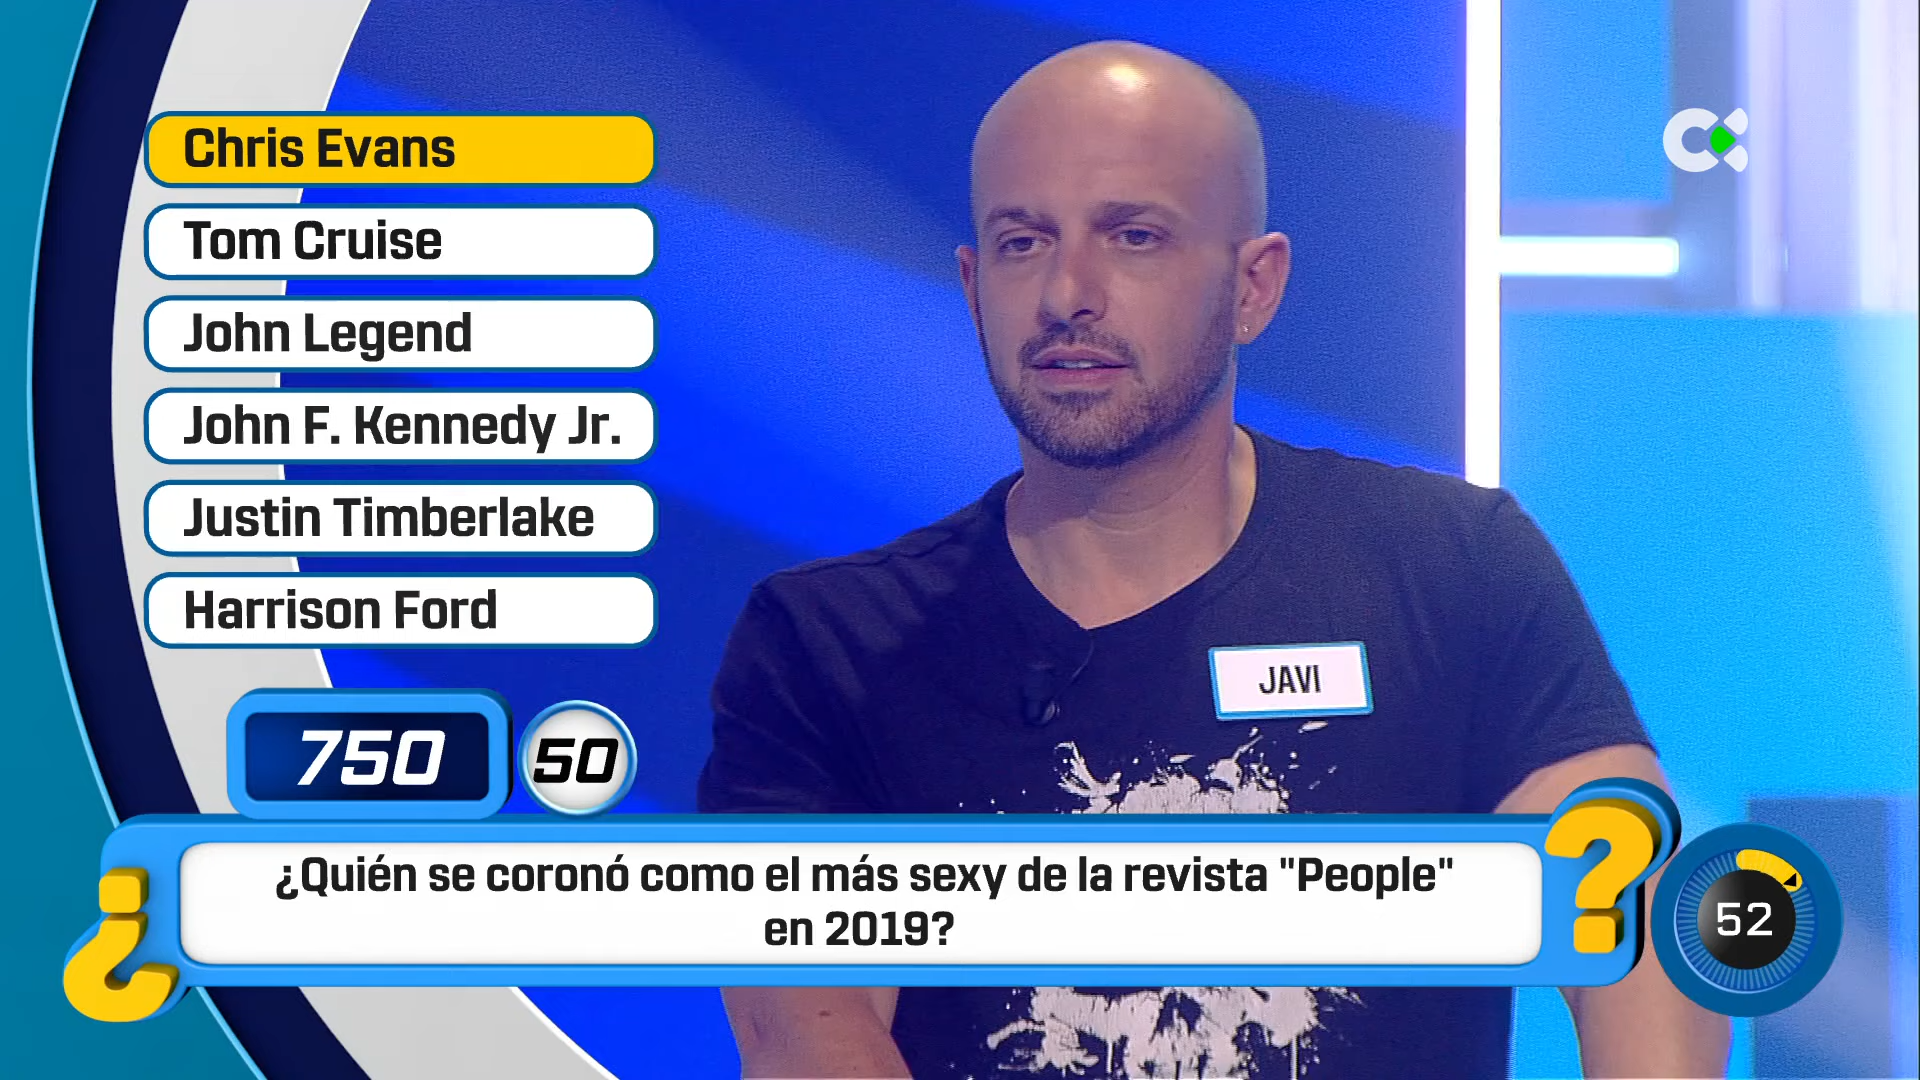 Chris Evans
Tom Cruise
John Legend
John F. Kennedy Jr.
Justin Timberlake
Harrison Ford
JAVI
750
50
¿Quién se coronó como el más sexy de la revista "People"
en 2019?
52